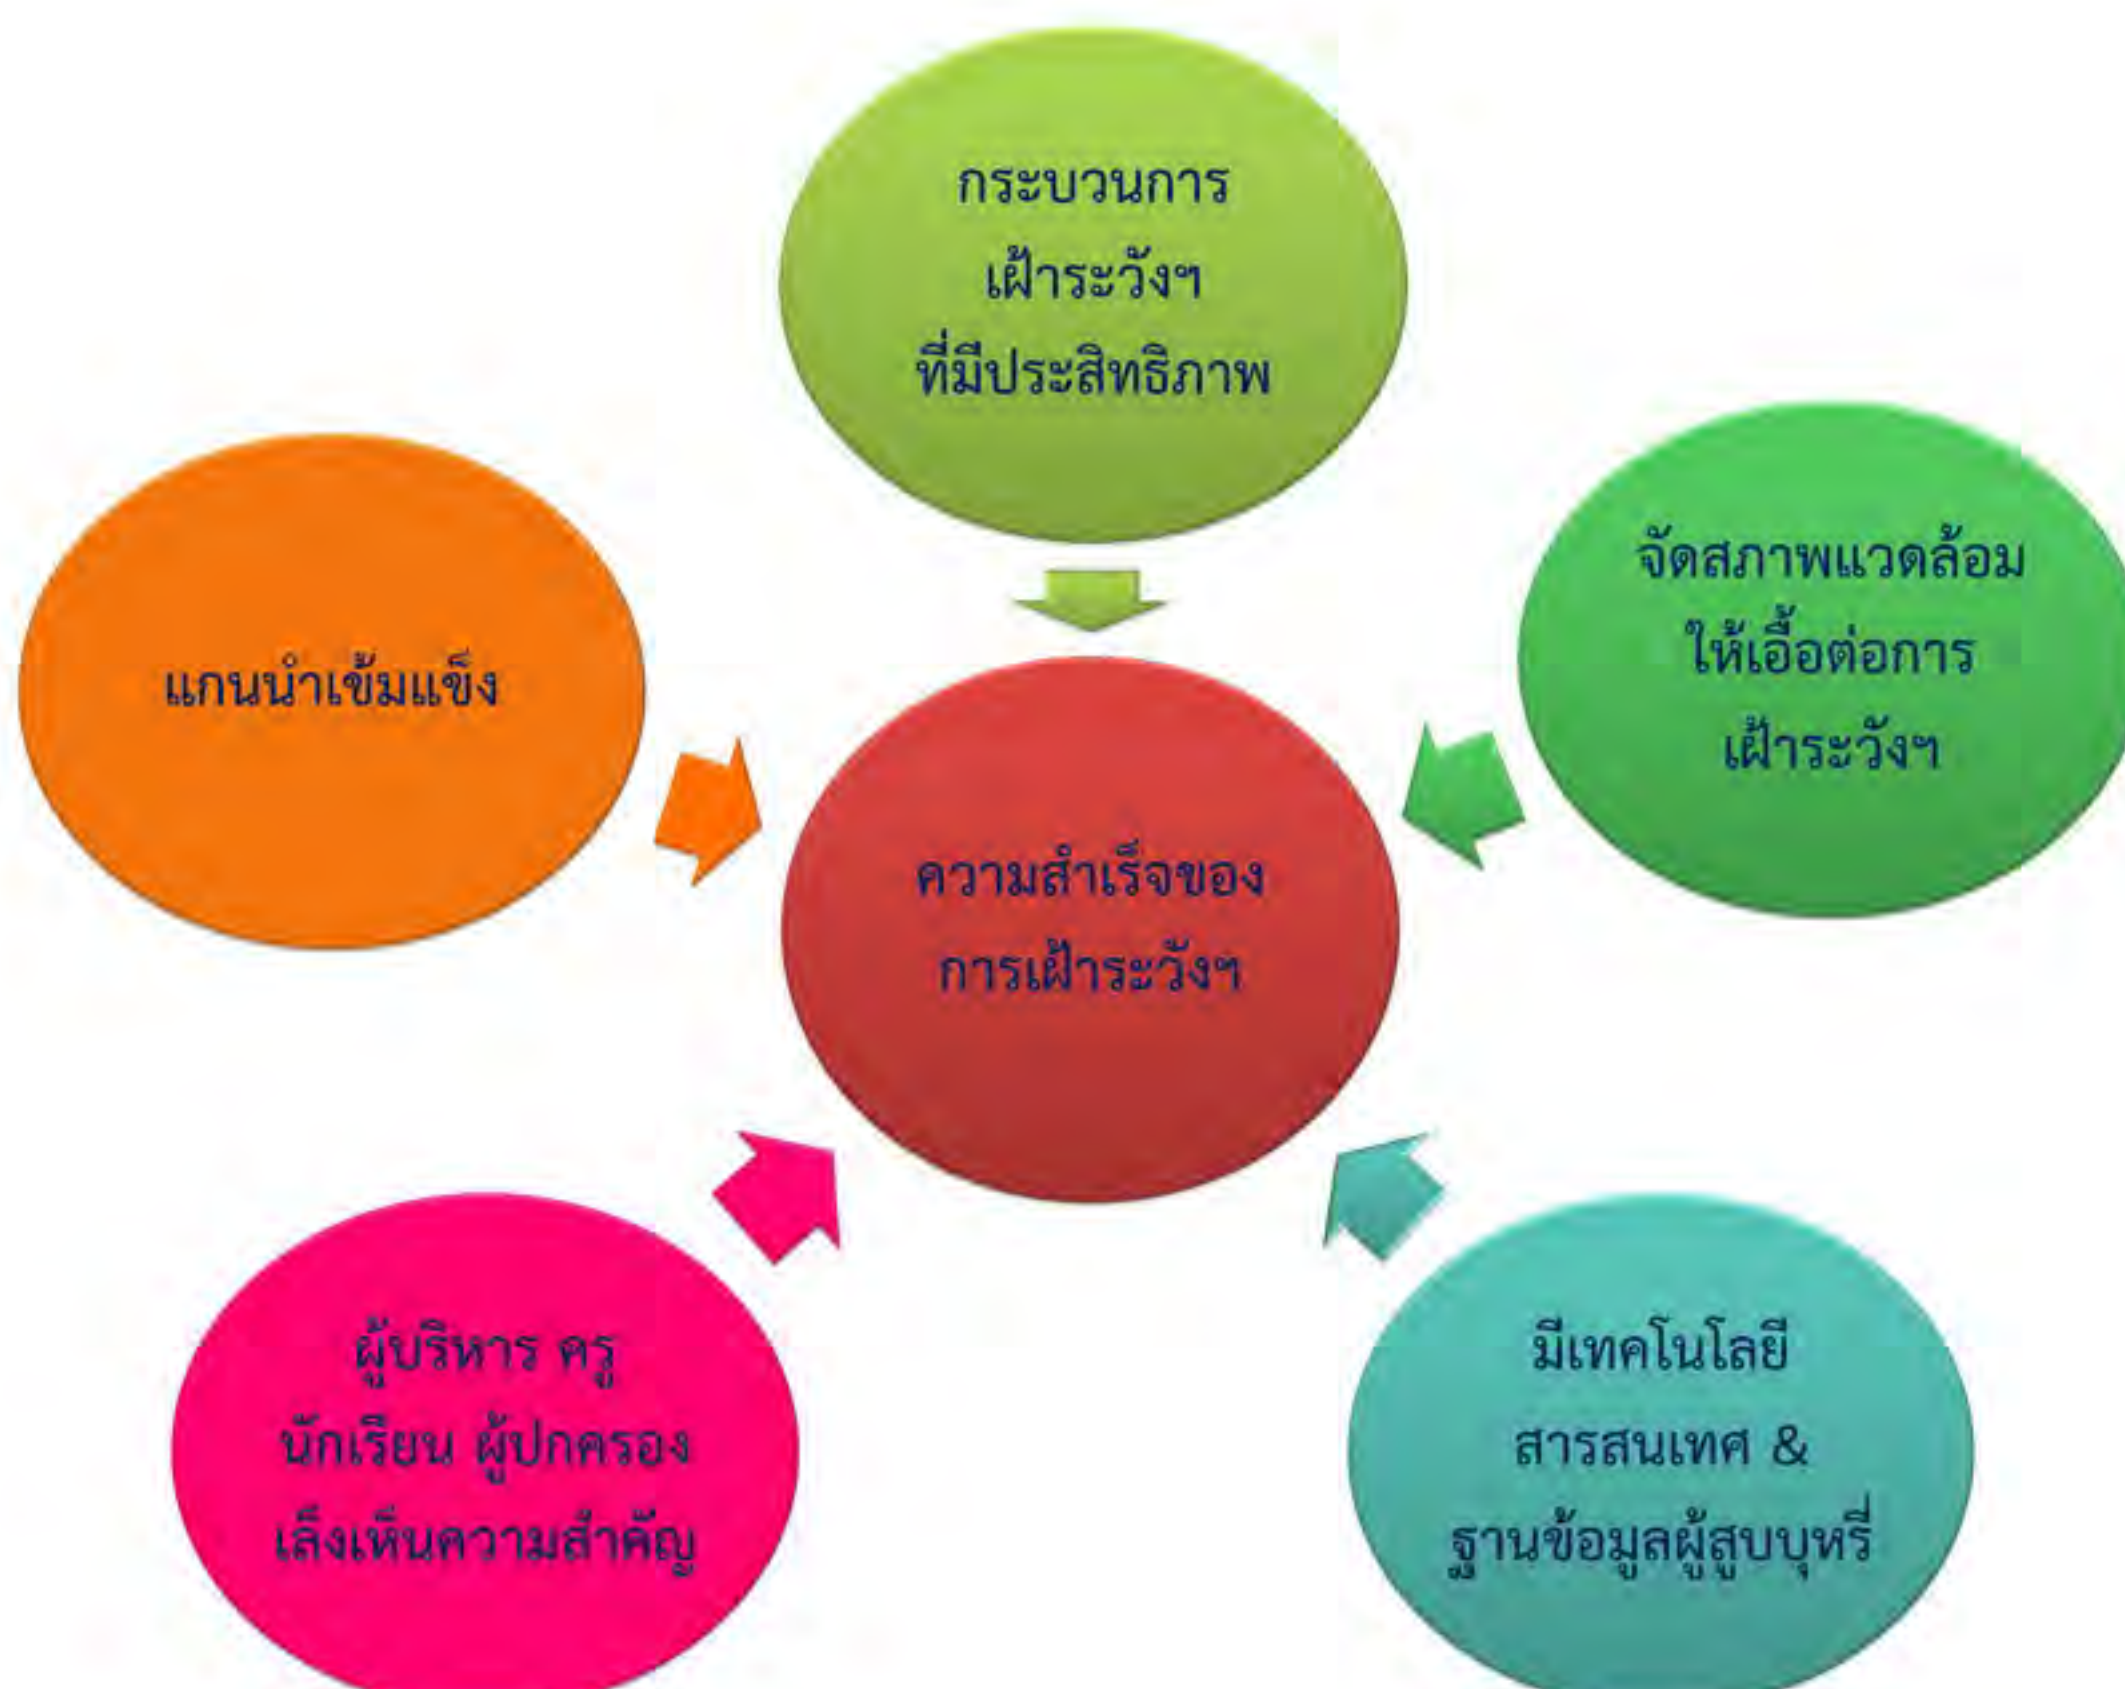 กระบวนการ
เฝ้าระวังฯ
ที่มีประสิทธิภาพ
จัดสภาพแวดล้อม
ให้เอื้อต่อการ
เฝ้าระวังฯ
แกนนำเข้มแข็ง
ความสำเร็จของ
การเฝ้าระวังฯ
ผู้บริหาร ครู
นักเรียน ผู้ปกครอง
เล็งเห็นความสำคัญ
มีเทคโนโลยี
สารสนเทศ &
ฐานข้อมูลผู้สูบบุหรี่